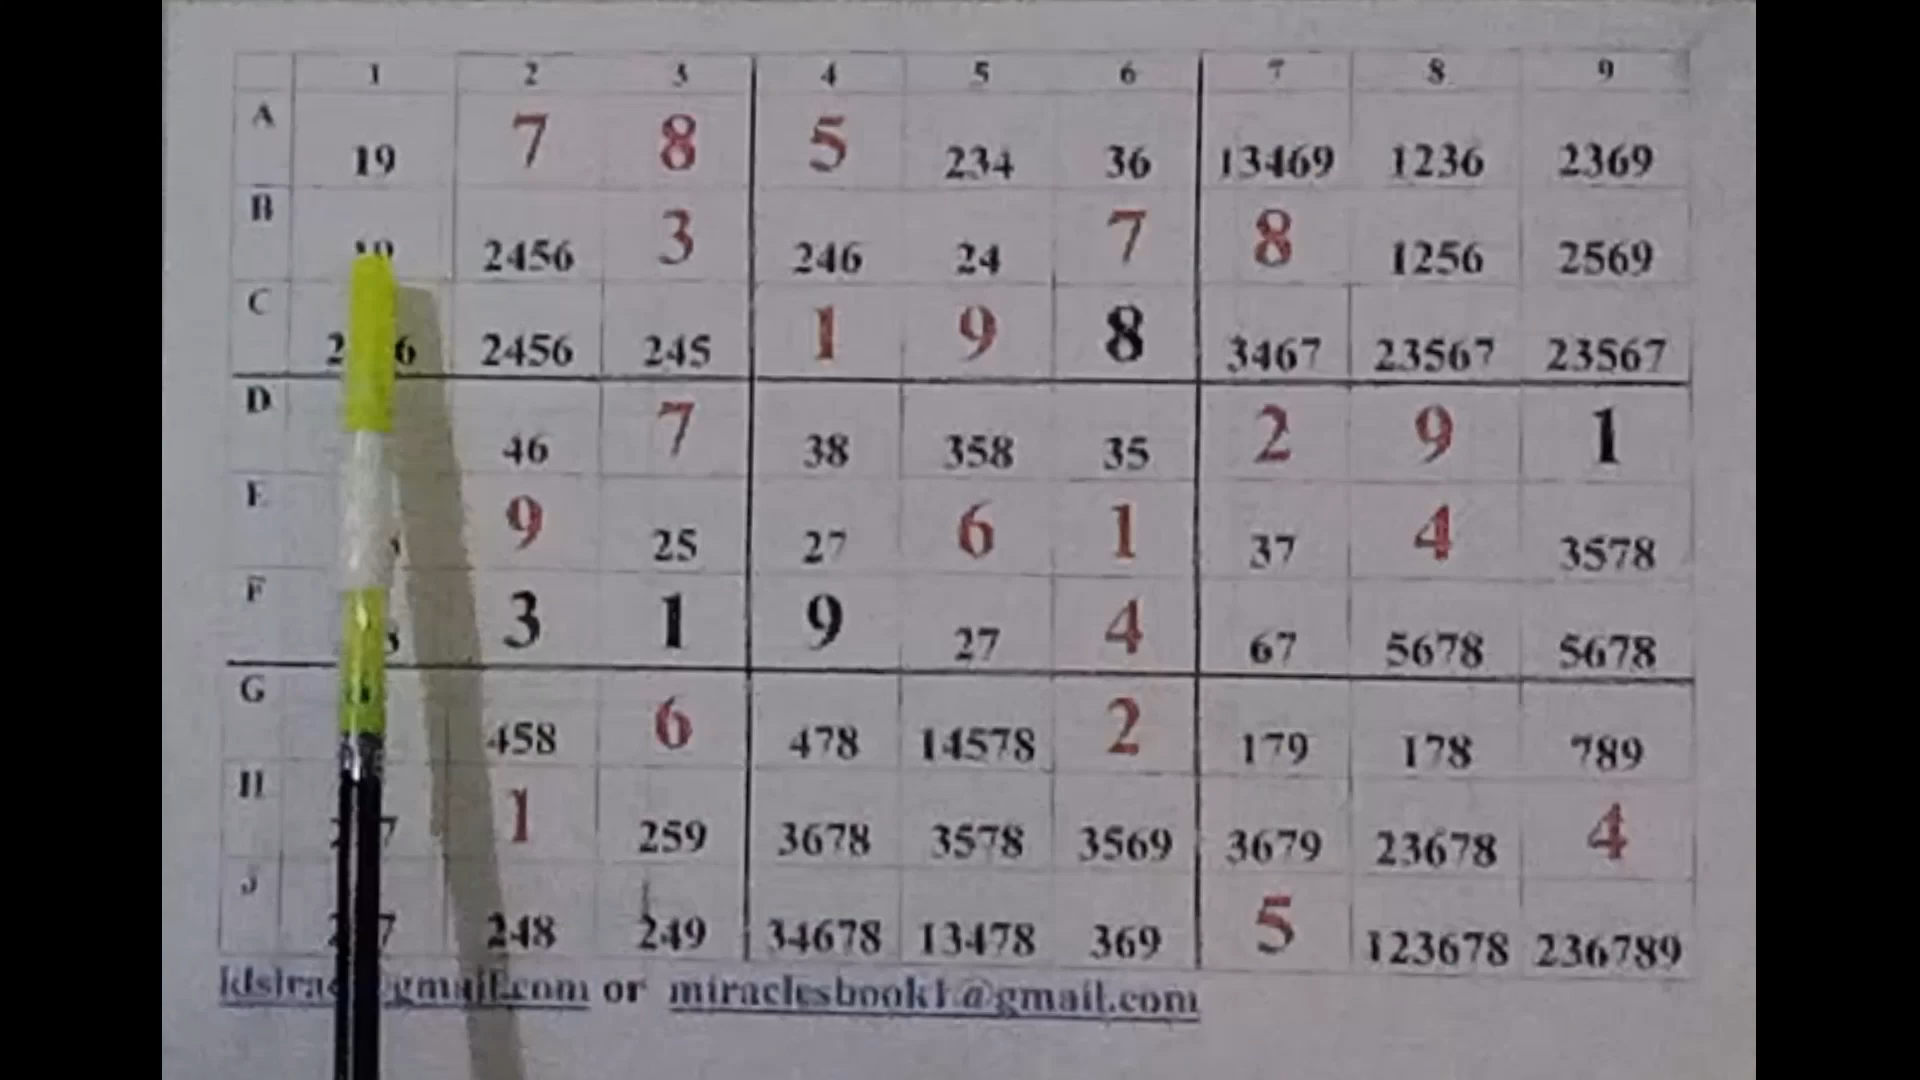 1 2 3 4 5 6 7 8 9
A 19 7 8 5 234 36 13469 1236 2369
B 19 2456 3 246 24 7 8 1256 2569
C 2456 245 1 9 8 3467 23567 23567
D 46 7 38 358 35 2 9 1
E 9 25 27 6 1 37 4 3578
F 3 1 9 27 4 67 5678 5678
G 458 6 478 14578 2 179 178 789
H 1 259 3678 3578 3569 3679 23678 4
J 248 249 34678 13478 369 5 123678 236789
or miraclesbook1@gmail.com